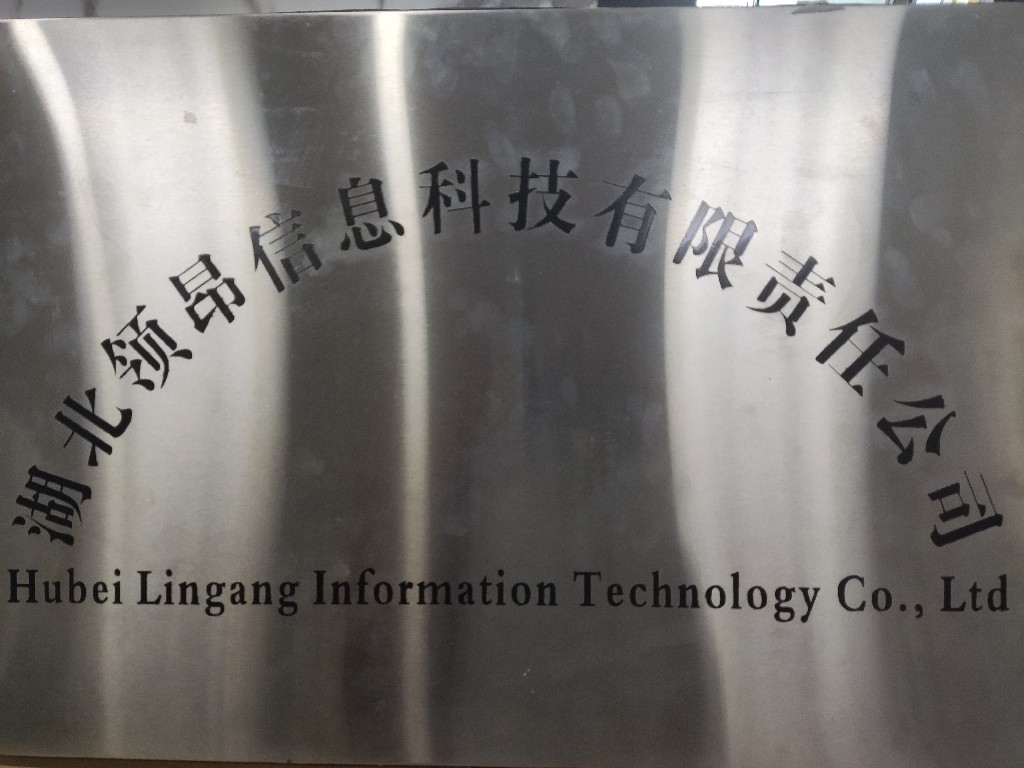 湖北领昂信息科技有限责任公司
Hubei Lingang Information Technology Co., Ltd